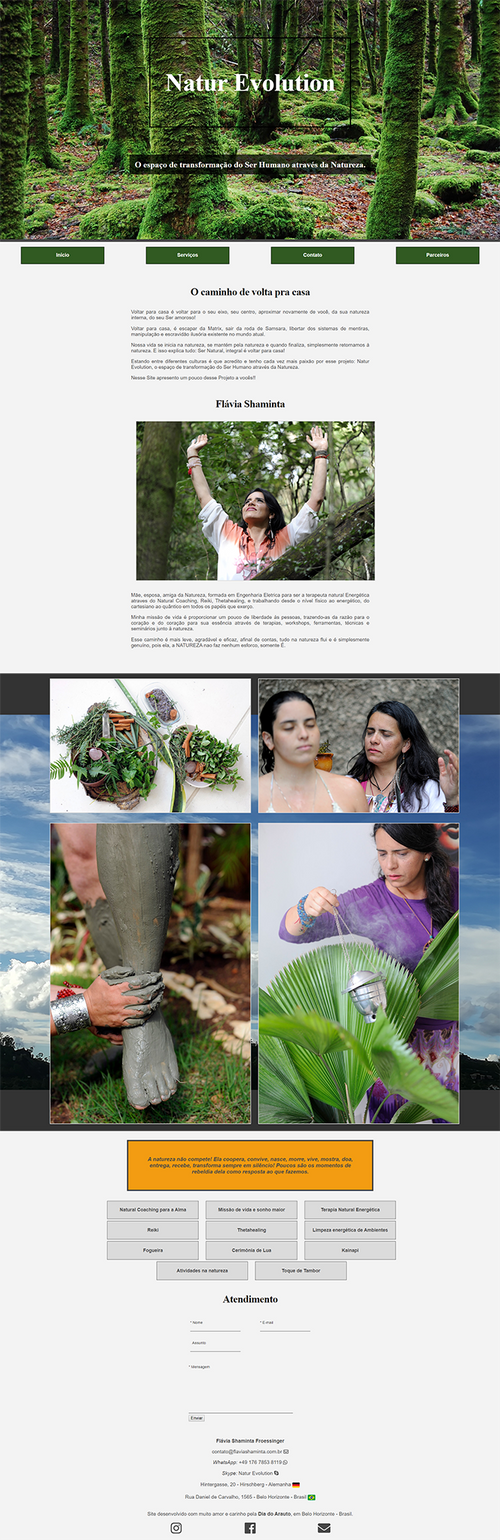 Natur Evolution
O espaço de transformação do Ser Humano através da Natureza.
Início
Serviços
Contato
Parceiros
O caminho de volta pra casa
Voltar para casa é voltar para o seu eixo, seu centro, aproximar novamente de você, da sua natureza
interna, do seu Ser amoroso!
Voltar para casa, é escapar da Matrix, sair da roda de Samsara, libertar dos sistemas de mentiras,
manipulação e escravidão ilusória existente no mundo atual.
Nossa vida se inicia na natureza, se mantém pela natureza e quando finaliza, simplesmente retornamos à
natureza. E isso explica tudo: Ser Natural, integral é voltar para casa!
Estando entre diferentes culturas é que acredito e tenho cada vez mais paixão por esse projeto: Natur
Evolution, o espaço de transformação do Ser Humano através da Natureza.
Nesse Site apresento um pouco desse Projeto a vocês!!
Flávia Shaminta
Mãe, esposa, amiga da Natureza, formada em Engenharia Eletrica para ser a terapeuta natural Energética
atraves do Natural Coaching, Reiki, Thetahealing, e trabalhando desde o nível físico ao energético, do
cartesiano ao quântico em todos os papéis que exerço.
Minha missão de vida é proporcionar um pouco de liberdade às pessoas, trazendo-as da razão para o
coração e do coração para sua essência através de terapias, workshops, ferramentas, técnicas e
seminários junto à natureza.
Esse caminho é mais leve, agradável e eficaz, afinal de contas, tudo na natureza flui e é simplesmente
genuíno, pois ela, a NATUREZA nao faz nenhum esforço, somente É.
A natureza não compete! Ela coopera, convive, nasce, morre, vive, mostra, doa,
entrega, recebe, transforma sempre em silêncio! Poucos são os momentos de
rebeldia dela como resposta ao que fazemos.
Natural Coaching para a Alma
Missão de vida e sonho maior
Terapia Natural Energética
Reiki
Thetahealing
Limpeza energética de Ambientes
Fogueira
Cerimônia de Lua
Kainapi
Atividades na natureza
Toque de Tambor
Atendimento
* Nome
* E-mail
Assunto
* Mensagem
Enviar
Flávia Shaminta Froessinger
contato@flaviashaminta.com.br
WhatsApp: +49 176 7853 8119
Skype: Natur Evolution
Hintergasse, 20 - Hirschberg - Alemanha
Rua Daniel de Carvalho, 1565 - Belo Horizonte - Brasil
Site desenvolvido com muito amor e carinho pela Dia do Arauto, em Belo Horizonte - Brasil.